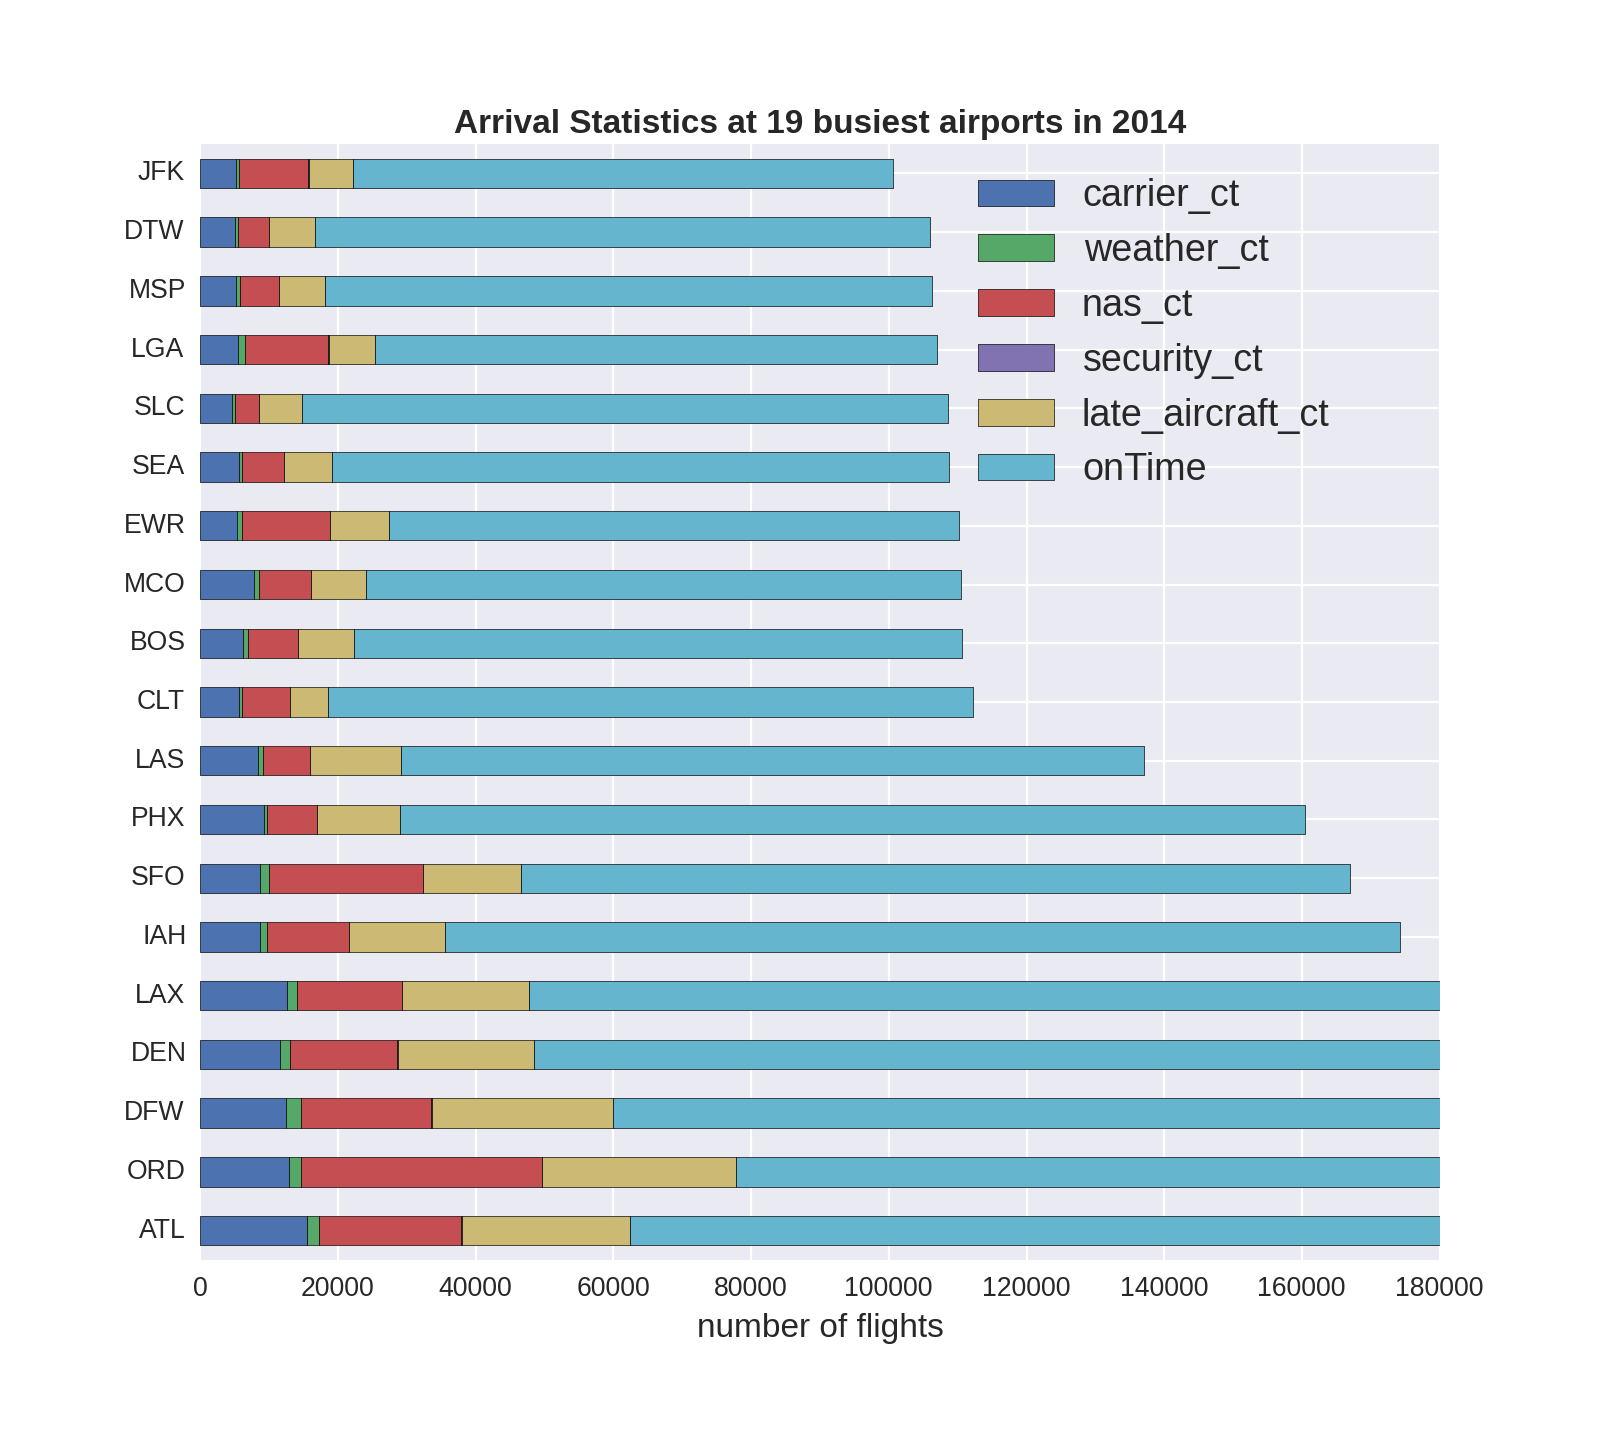 Arrival Statistics at 19 busiest airports in 2014
JFK
DTW
MSP
LGA
SLC
SEA
EWR
MCO
BOS
CLT
LAS
PHX
SFO
IAH
LAX
DEN
DFW
ORD
ATL
carrier_ct
weather_ct
nas_ct
security_ct
late_aircraft_ct
onTime
0 20000 40000 60000 80000 100000 120000 140000 160000 180000
number of flights